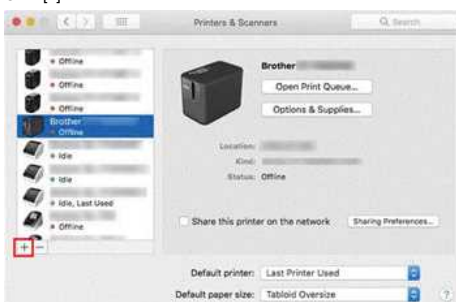 Printers & Scanners
Search
Offline
Offline
Offline
Brother
Offline
Idle
Idle
Idle, Last Used
Offline
+ −
Brother
Open Print Queue...
Options & Supplies...
Location:
Kind:
Status: Offline
Share this printer on the network
Sharing Preferences...
Default printer: Last Printer Used
Default paper size: Tabloid Oversize
?